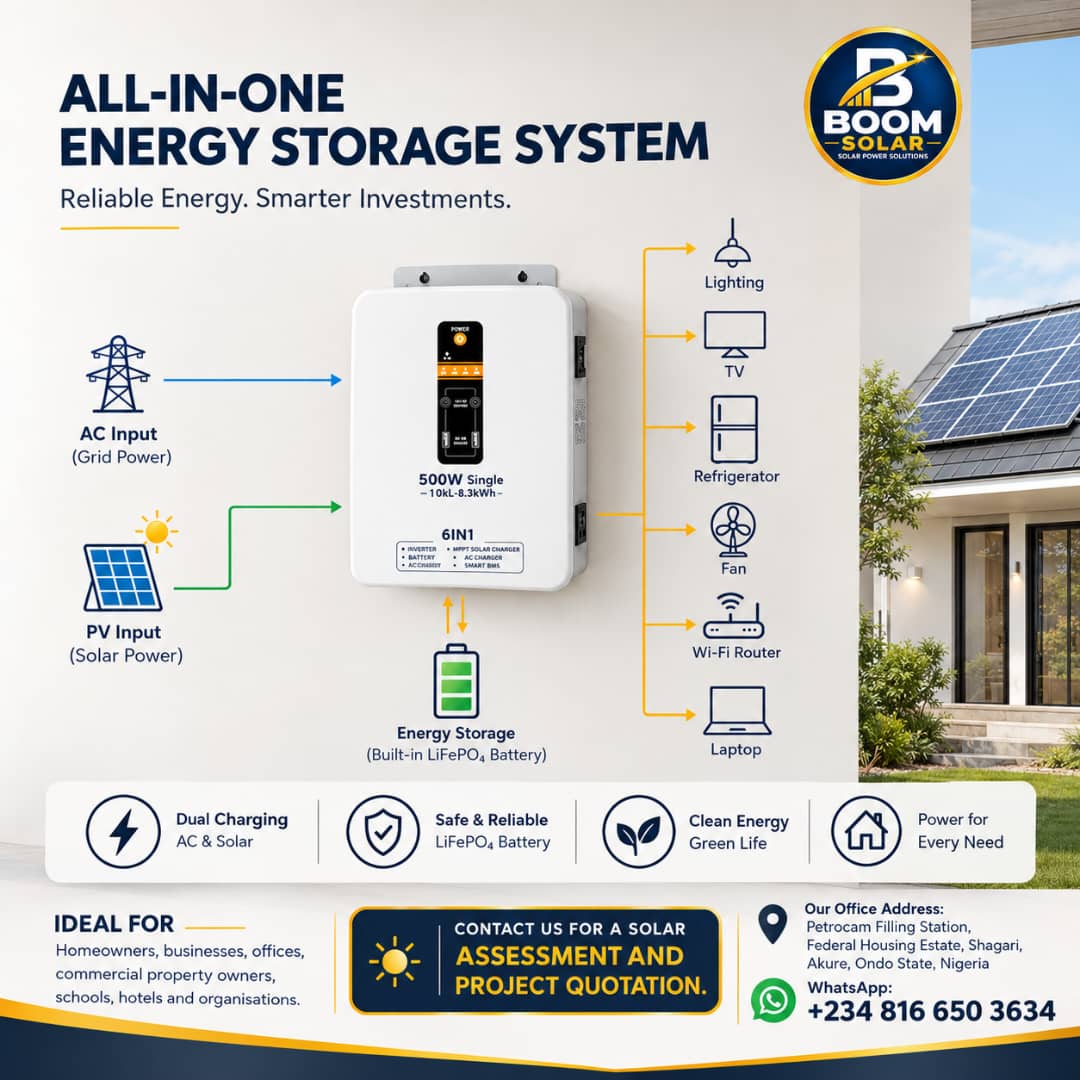 ALL-IN-ONE
ENERGY STORAGE SYSTEM
Reliable Energy. Smarter Investments.
B
BOOM
SOLAR
SOLAR POWER SOLUTIONS
AC Input
(Grid Power)
PV Input
(Solar Power)
POWER
500W Single
10kL-8.3kWh
6IN1
• INVERTER • MPPT SOLAR CHARGER
• BATTERY • AC CHARGER
• SMART BMS
Energy Storage
(Built-in LiFePO₄ Battery)
Lighting
TV
Refrigerator
Fan
Wi-Fi Router
Laptop
Dual Charging
AC & Solar
Safe & Reliable
LiFePO₄ Battery
Clean Energy
Green Life
Power for
Every Need
IDEAL FOR
Homeowners, businesses, offices,
commercial property owners,
schools, hotels and organisations.
CONTACT US FOR A SOLAR
ASSESSMENT AND
PROJECT QUOTATION.
Our Office Address:
Petrocam Filling Station,
Federal Housing Estate, Shagari,
Akure, Ondo State, Nigeria
WhatsApp:
+234 816 650 3634